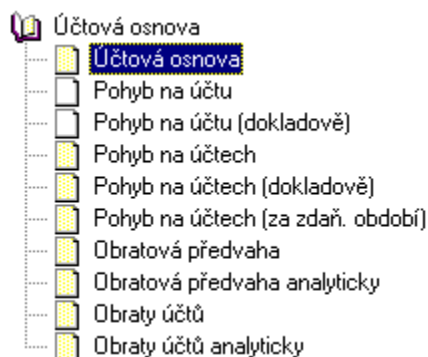 Účtová osnova
Účtová osnova
Pohyb na účtu
Pohyb na účtu (dokladově)
Pohyb na účtech
Pohyb na účtech (dokladově)
Pohyb na účtech (za zdaň. období)
Obratová předvaha
Obratová předvaha analyticky
Obraty účtů
Obraty účtů analyticky